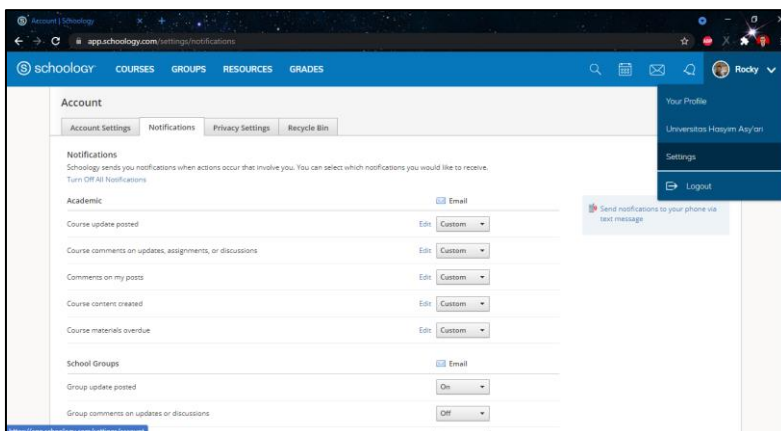 Account | Schoology
app.schoology.com/settings/notifications
schoology COURSES GROUPS RESOURCES GRADES Rocky
Your Profile
Universitas Hasyim Asy'ari
Settings
Logout
Account
Account Settings Notifications Privacy Settings Recycle Bin
Notifications
Schoology sends you notifications when actions occur that involve you. You can select which notifications you would like to receive.
Turn Off All Notifications
Academic Email
Send notifications to your phone via
text message
Course update posted Edit Custom
Course comments on updates, assignments, or discussions Edit Custom
Comments on my posts Edit Custom
Course content created Edit Custom
Course materials overdue Edit Custom
School Groups Email
Group update posted On
Group comments on updates or discussions Off